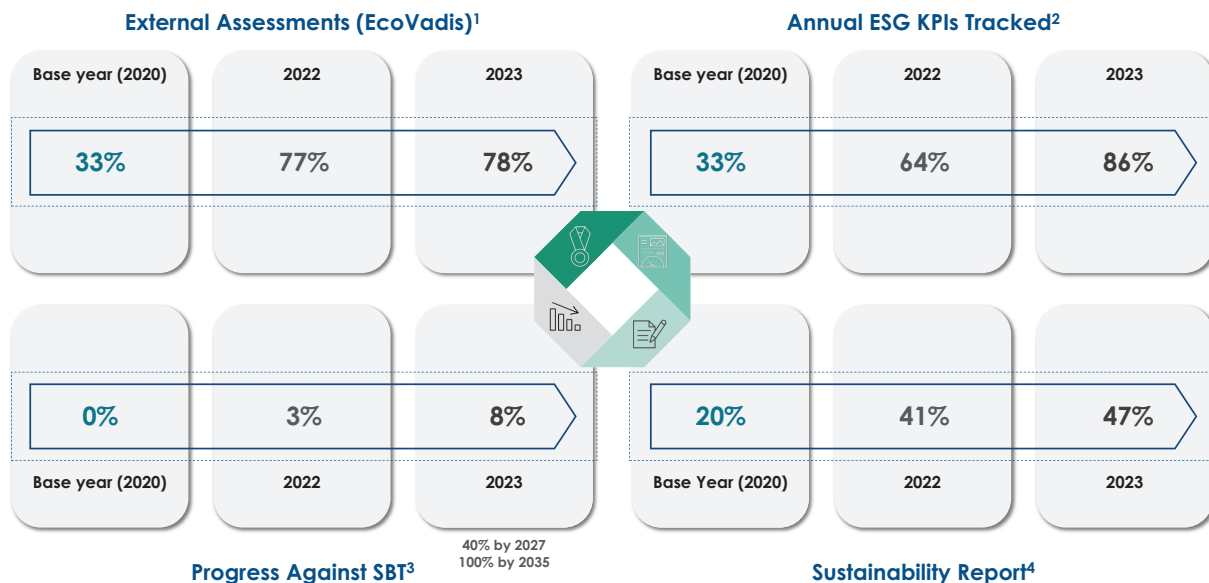 External Assessments (EcoVadis)¹
Base year (2020)
2022
2023
33%
77%
78%
Annual ESG KPIs Tracked²
Base year (2020)
2022
2023
33%
64%
86%
0%
3%
8%
Base year (2020)
2022
2023
40% by 2027
100% by 2035
Progress Against SBT³
20%
41%
47%
Base Year (2020)
2022
2023
Sustainability Report⁴